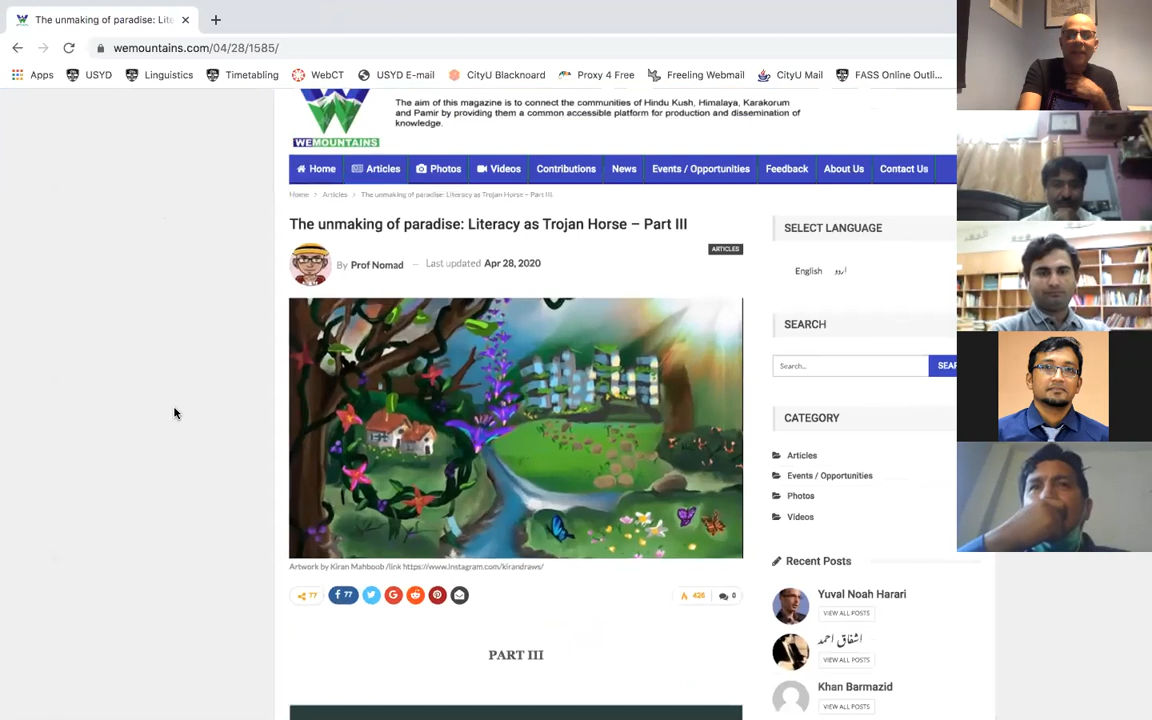 The unmaking of paradise: Lite
wemountains.com/04/28/1585/
Apps USYD Linguistics Timetabling WebCT USYD E-mail CityU Blacknoard Proxy 4 Free Freeling Webmail CityU Mail FASS Online Outli...
The aim of this magazine is to connect the communities of Hindu Kush, Himalaya, Karakorum
and Pamir by providing them a common accessible platform for production and dissemination of
knowledge.
WEMOUNTAINS
Home Articles Photos Videos Contributions News Events / Opportunities Feedback About Us Contact Us
Home > Articles > The unmaking of paradise: Literacy as Trojan Horse – Part III
The unmaking of paradise: Literacy as Trojan Horse – Part III
ARTICLES
By Prof Nomad — Last updated Apr 28, 2020
Artwork by Kiran Mahboob /link https://www.instagram.com/kirandraws/
77 77 426 0
PART III
SELECT LANGUAGE
English اردو
SEARCH
Search... SEAR
CATEGORY
Articles
Events / Opportunities
Photos
Videos
Recent Posts
Yuval Noah Harari
VIEW ALL POSTS
اشفاق احمد
VIEW ALL POSTS
Khan Barmazid
VIEW ALL POSTS